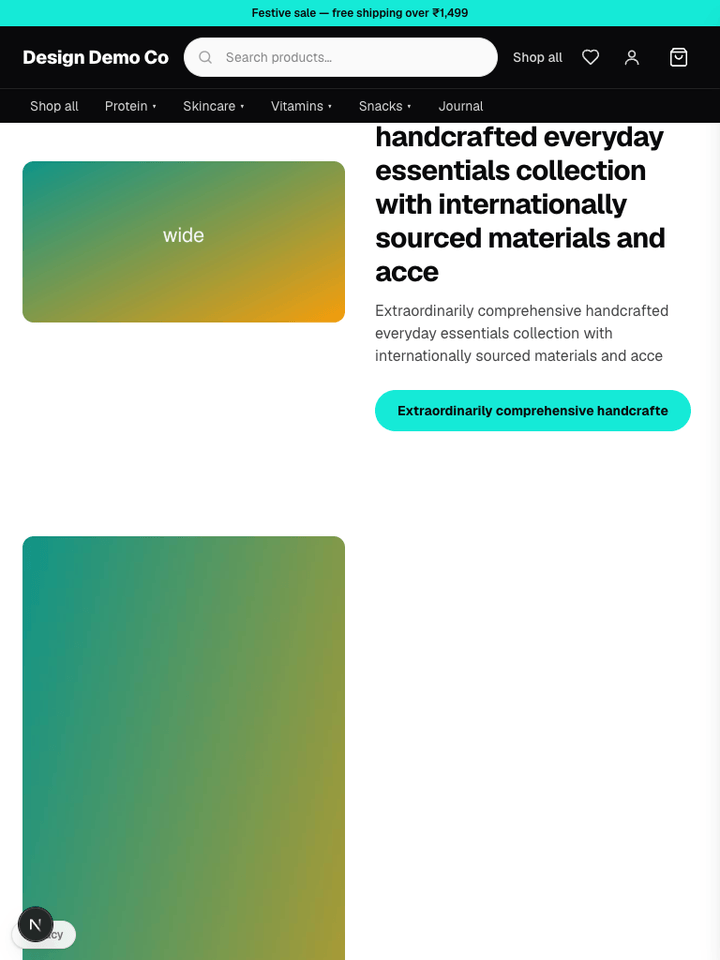 Festive sale — free shipping over ₹1,499
Design Demo Co
Search products…
Shop all
Shop all
Protein ▾
Skincare ▾
Vitamins ▾
Snacks ▾
Journal
handcrafted everyday
essentials collection
with internationally
sourced materials and
acce
wide
Extraordinarily comprehensive handcrafted
everyday essentials collection with
internationally sourced materials and acce
Extraordinarily comprehensive handcrafte
N